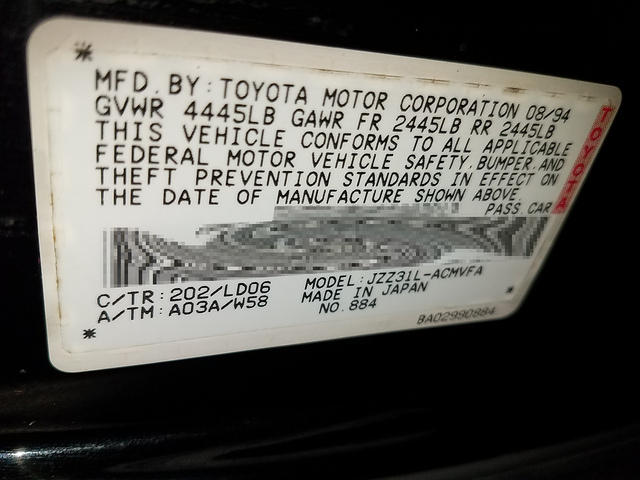 MFD. BY: TOYOTA MOTOR CORPORATION 08/94
GVWR 4445LB GAWR FR 2445LB RR 2445LB
THIS VEHICLE CONFORMS TO ALL APPLICABLE
FEDERAL MOTOR VEHICLE SAFETY, BUMPER, AND
THEFT PREVENTION STANDARDS IN EFFECT ON
THE DATE OF MANUFACTURE SHOWN ABOVE.
PASS. CAR
TOYOTA
C/TR: 202/LD06 MODEL: JZZ31L-ACMVFA
A/TM: A03A/W58 MADE IN JAPAN
NO. 884
BA02990884